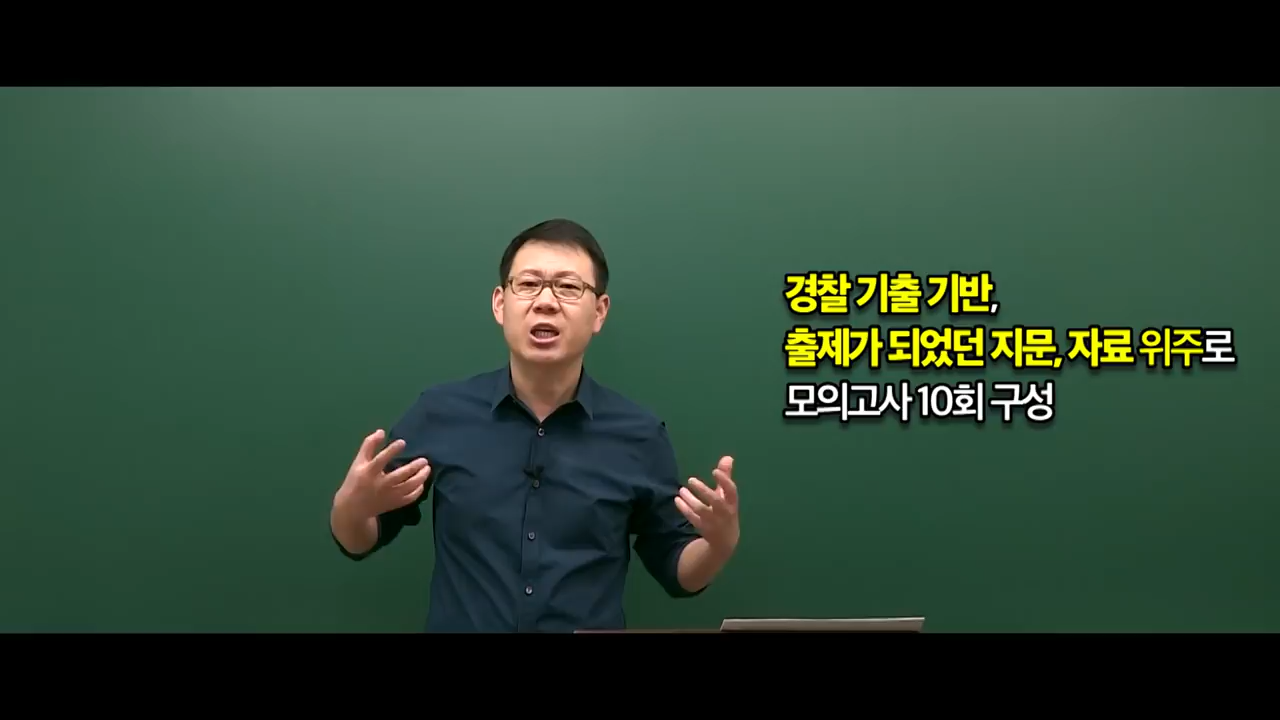 경찰 기출 기반,
출제가 되었던 지문, 자료 위주로
모의고사 10회 구성